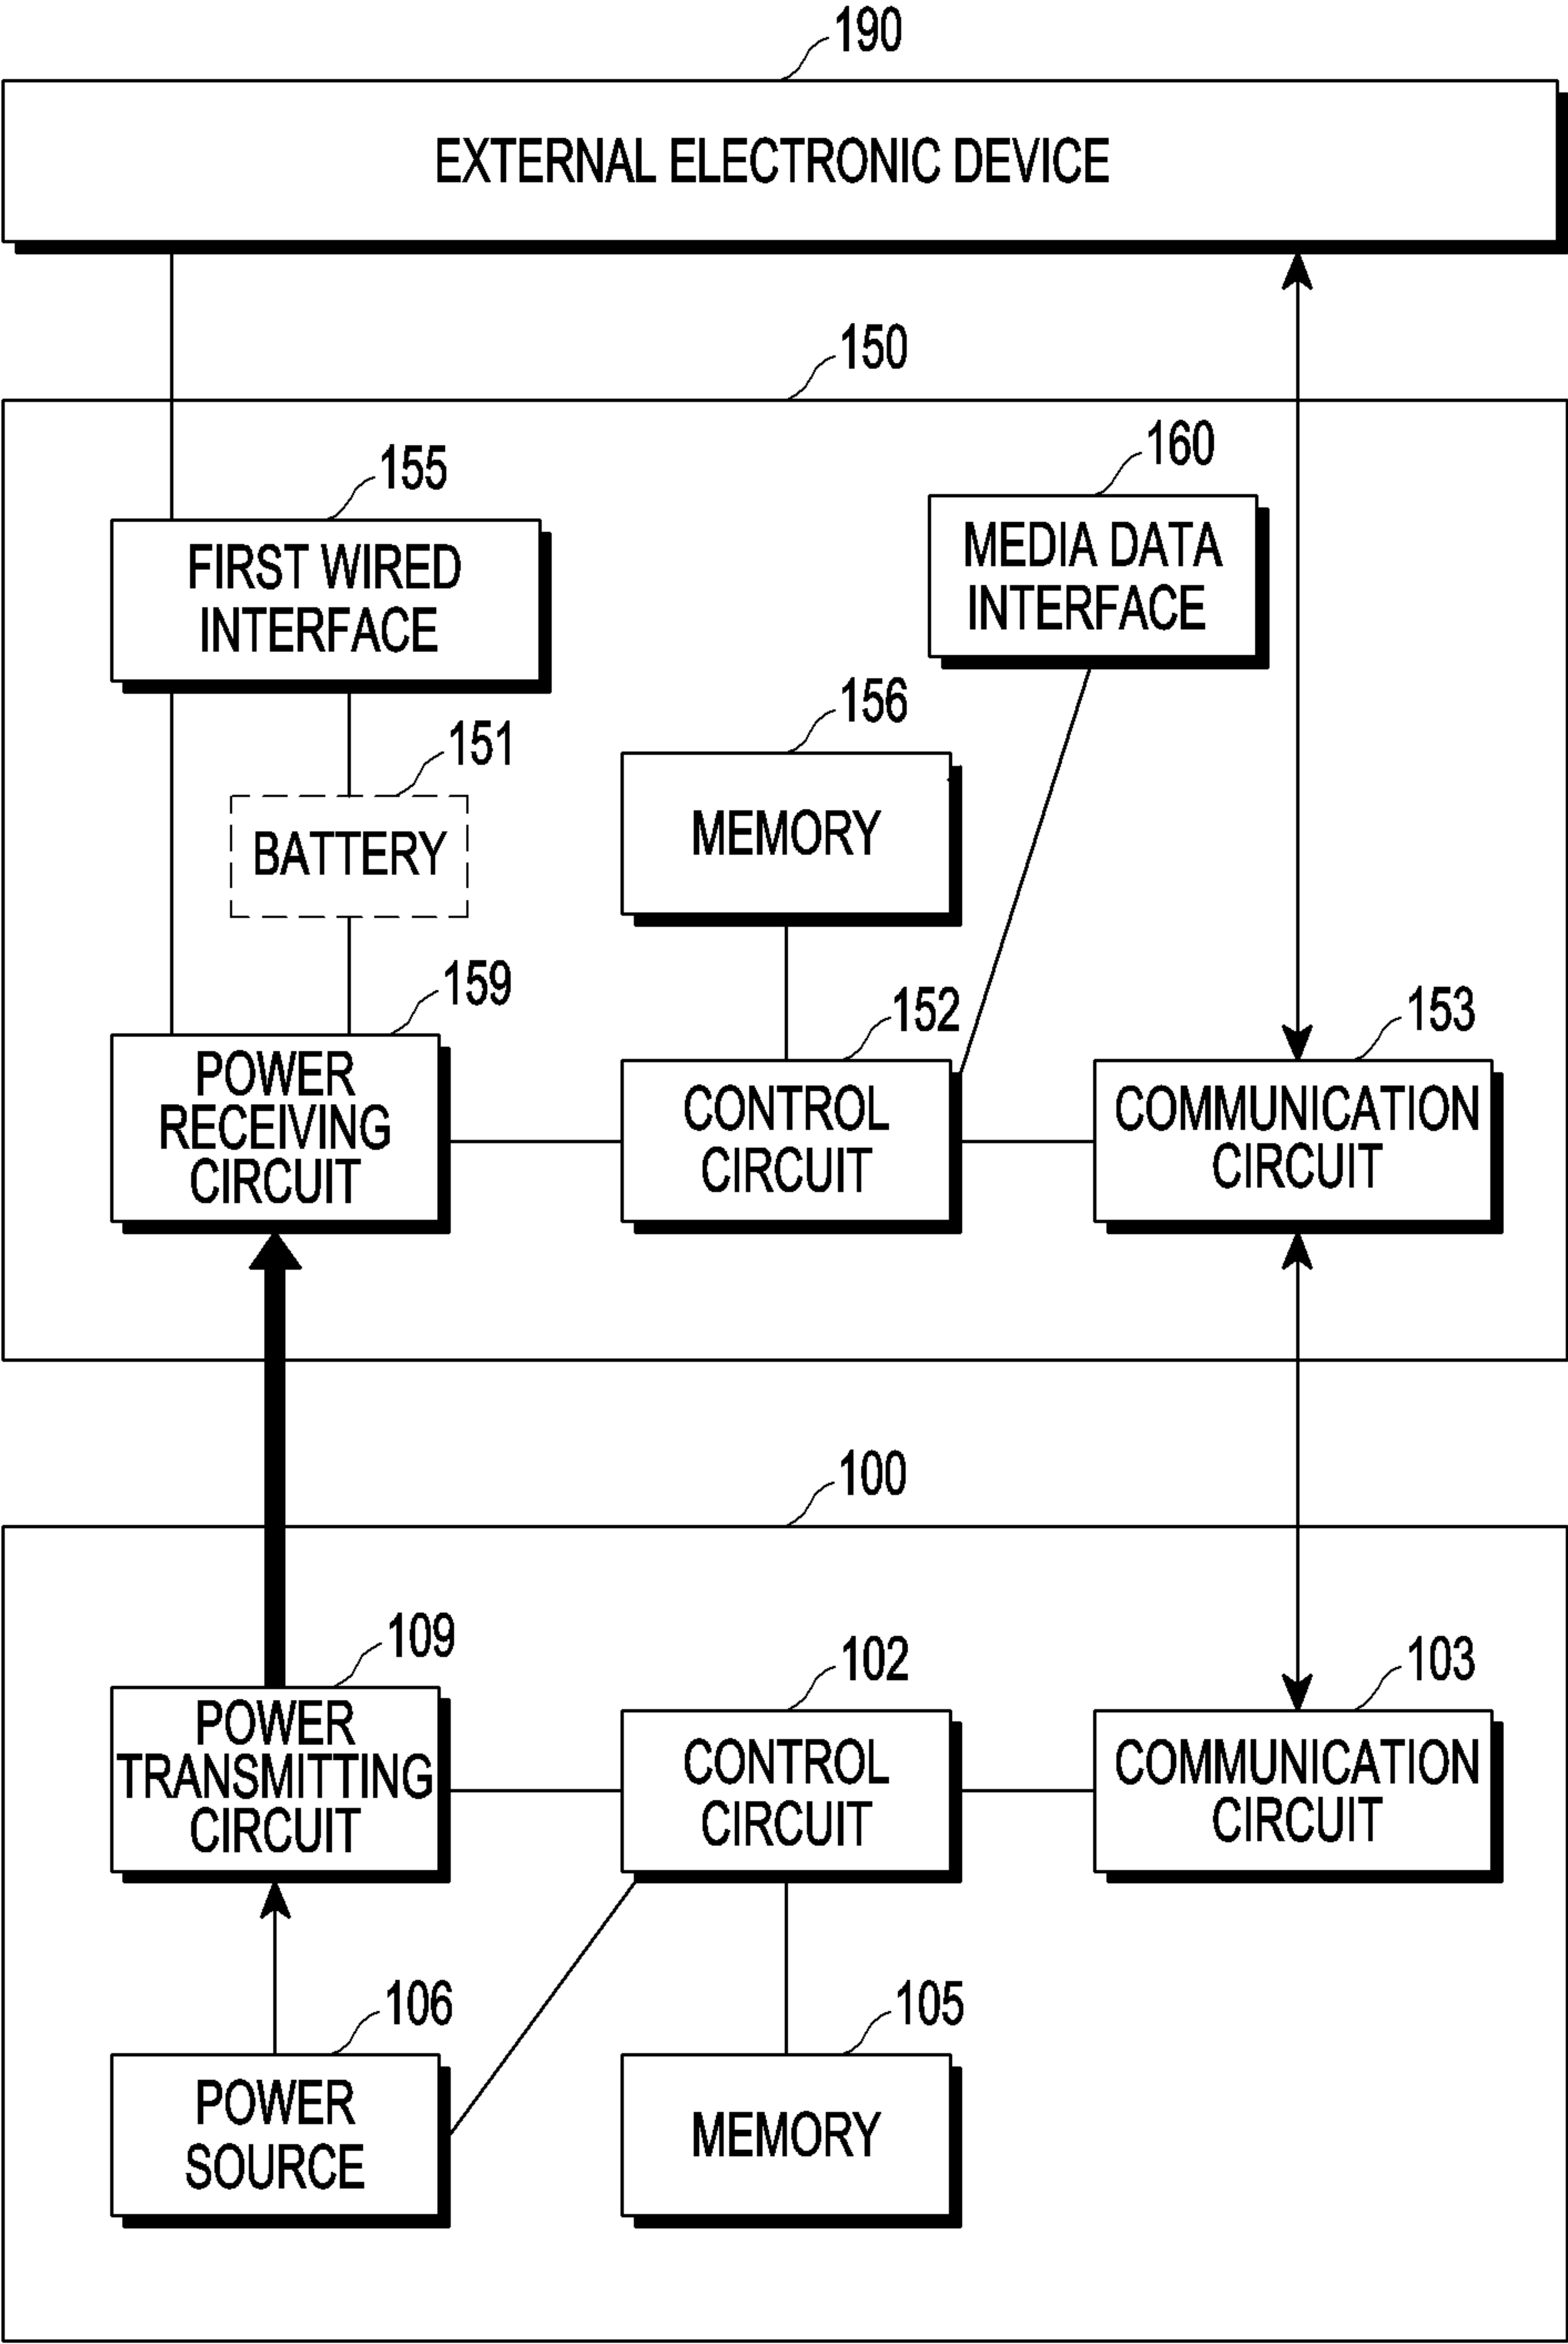 190
EXTERNAL ELECTRONIC DEVICE
150
155
FIRST WIRED
INTERFACE
160
MEDIA DATA
INTERFACE
151
BATTERY
156
MEMORY
159
POWER
RECEIVING
CIRCUIT
152
CONTROL
CIRCUIT
153
COMMUNICATION
CIRCUIT
100
109
POWER
TRANSMITTING
CIRCUIT
102
CONTROL
CIRCUIT
103
COMMUNICATION
CIRCUIT
106
POWER
SOURCE
105
MEMORY